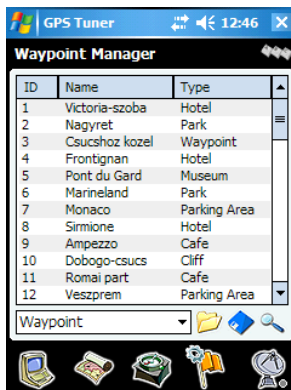 GPS Tuner 12:46
Waypoint Manager
ID Name Type
1 Victoria-szoba Hotel
2 Nagyret Park
3 Csucshoz kozel Waypoint
4 Frontignan Hotel
5 Pont du Gard Museum
6 Marineland Park
7 Monaco Parking Area
8 Sirmione Hotel
9 Ampezzo Cafe
10 Dobogo-csucs Cliff
11 Romai part Cafe
12 Veszprem Parking Area
Waypoint